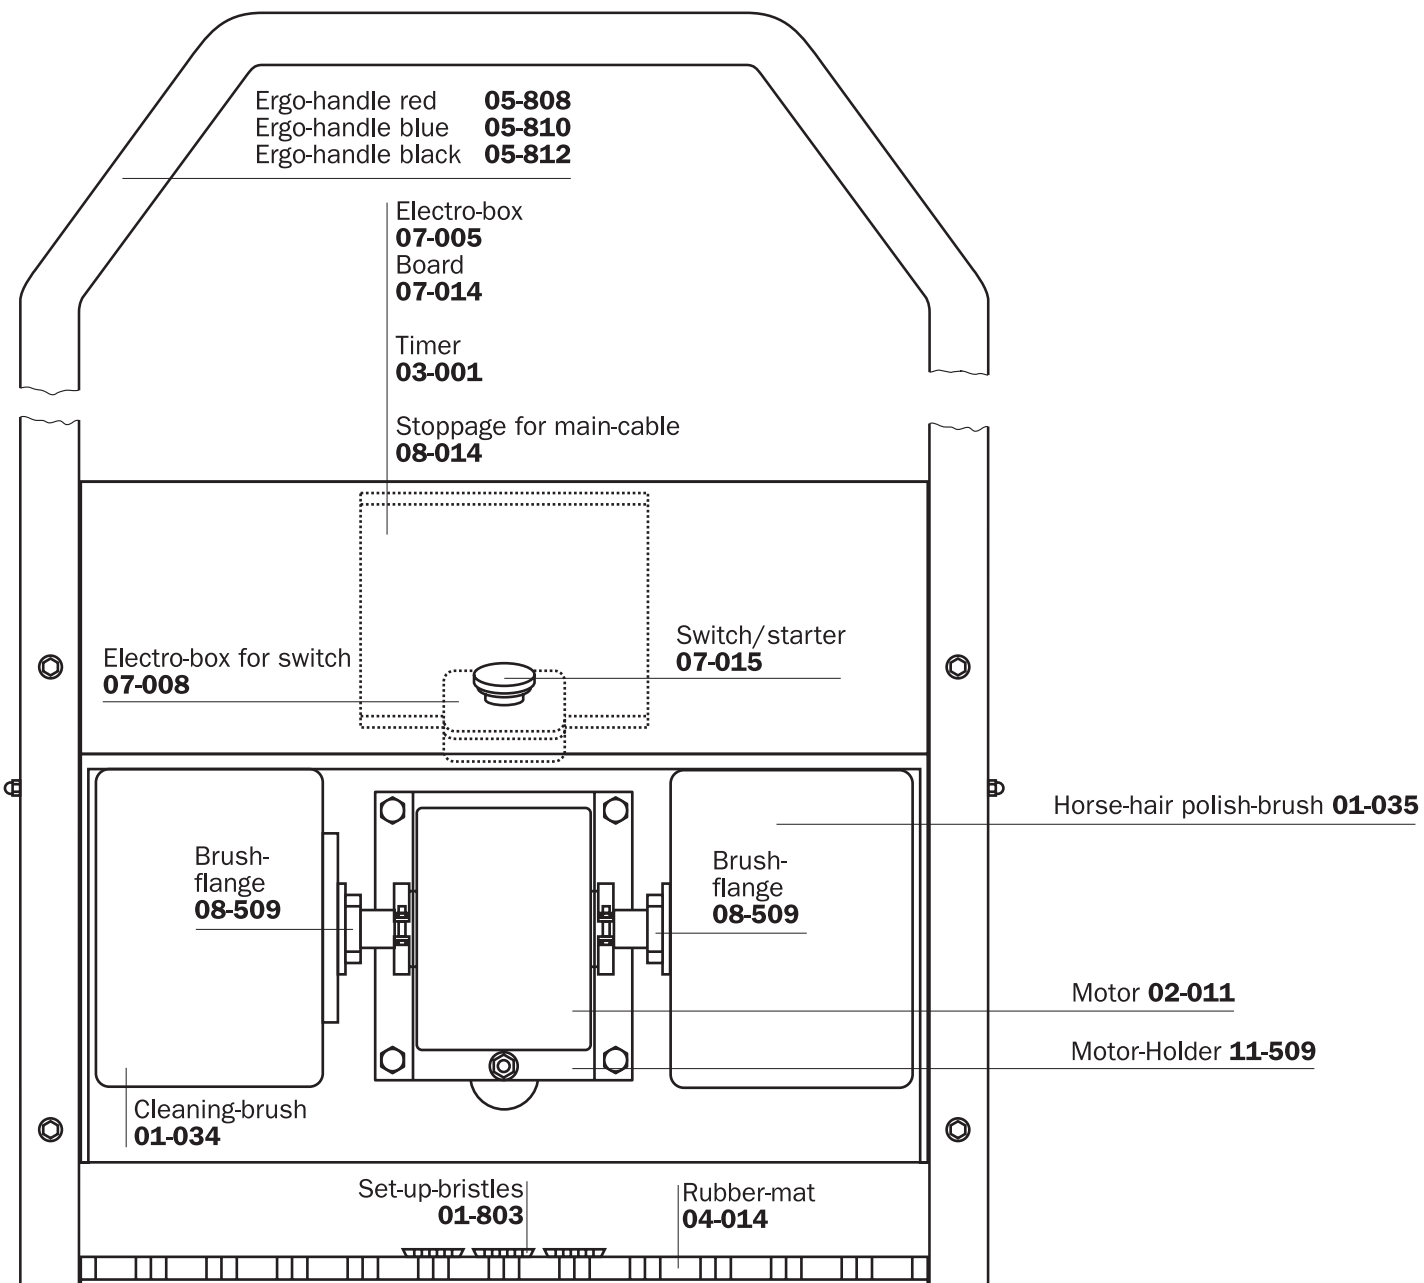 Ergo-handle red 05-808
Ergo-handle blue 05-810
Ergo-handle black 05-812
Electro-box
07-005
Board
07-014
Timer
03-001
Stoppage for main-cable
08-014
Switch/starter
07-015
Electro-box for switch
07-008
Horse-hair polish-brush 01-035
Brush-
flange
08-509
Brush-
flange
08-509
Motor 02-011
Motor-Holder 11-509
Cleaning-brush
01-034
Set-up-bristles
01-803
Rubber-mat
04-014